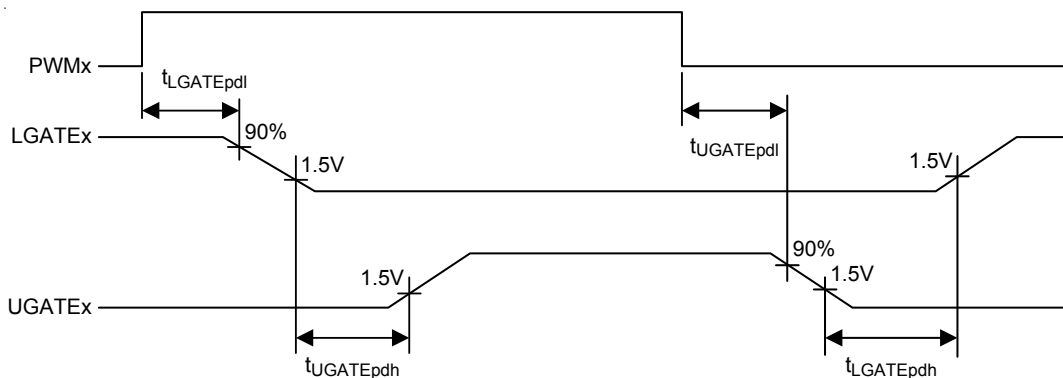 PWMx
tLGATEpdl
LGATEx
90%
tUGATEpdl
1.5V
1.5V
90%
1.5V
1.5V
UGATEx
tUGATEpdh
tLGATEpdh